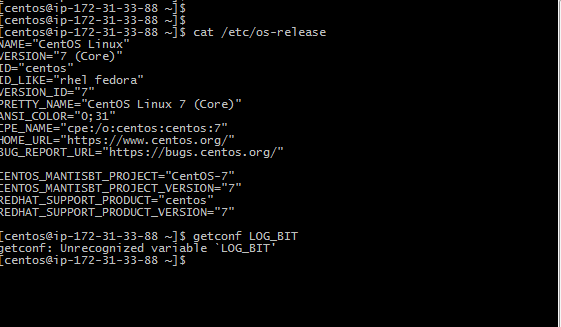 [centos@ip-172-31-33-88 ~]$
[centos@ip-172-31-33-88 ~]$
[centos@ip-172-31-33-88 ~]$ cat /etc/os-release
NAME="CentOS Linux"
VERSION="7 (Core)"
ID="centos"
ID_LIKE="rhel fedora"
VERSION_ID="7"
PRETTY_NAME="CentOS Linux 7 (Core)"
ANSI_COLOR="0;31"
CPE_NAME="cpe:/o:centos:centos:7"
HOME_URL="https://www.centos.org/"
BUG_REPORT_URL="https://bugs.centos.org/"
CENTOS_MANTISBT_PROJECT="CentOS-7"
CENTOS_MANTISBT_PROJECT_VERSION="7"
REDHAT_SUPPORT_PRODUCT="centos"
REDHAT_SUPPORT_PRODUCT_VERSION="7"
[centos@ip-172-31-33-88 ~]$ getconf LOG_BIT
getconf: Unrecognized variable `LOG_BIT'
[centos@ip-172-31-33-88 ~]$